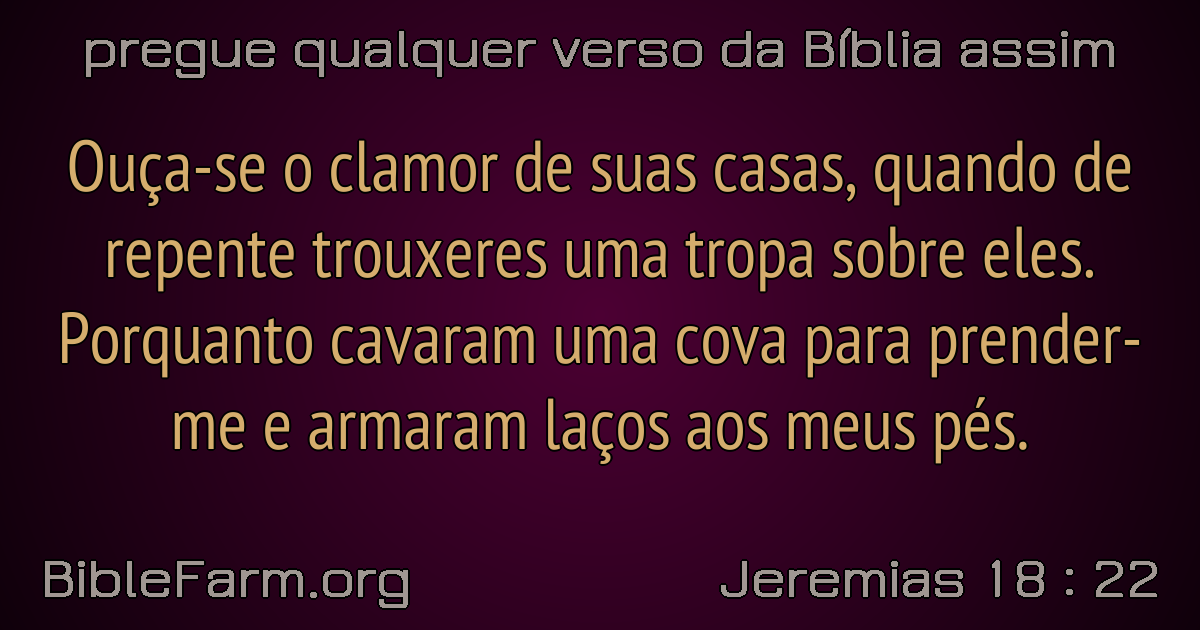 pregue qualquer verso da Bíblia assim
Ouça-se o clamor de suas casas, quando de
repente trouxeres uma tropa sobre eles.
Porquanto cavaram uma cova para prender-
me e armaram laços aos meus pés.
BibleFarm.org
Jeremias 18 : 22